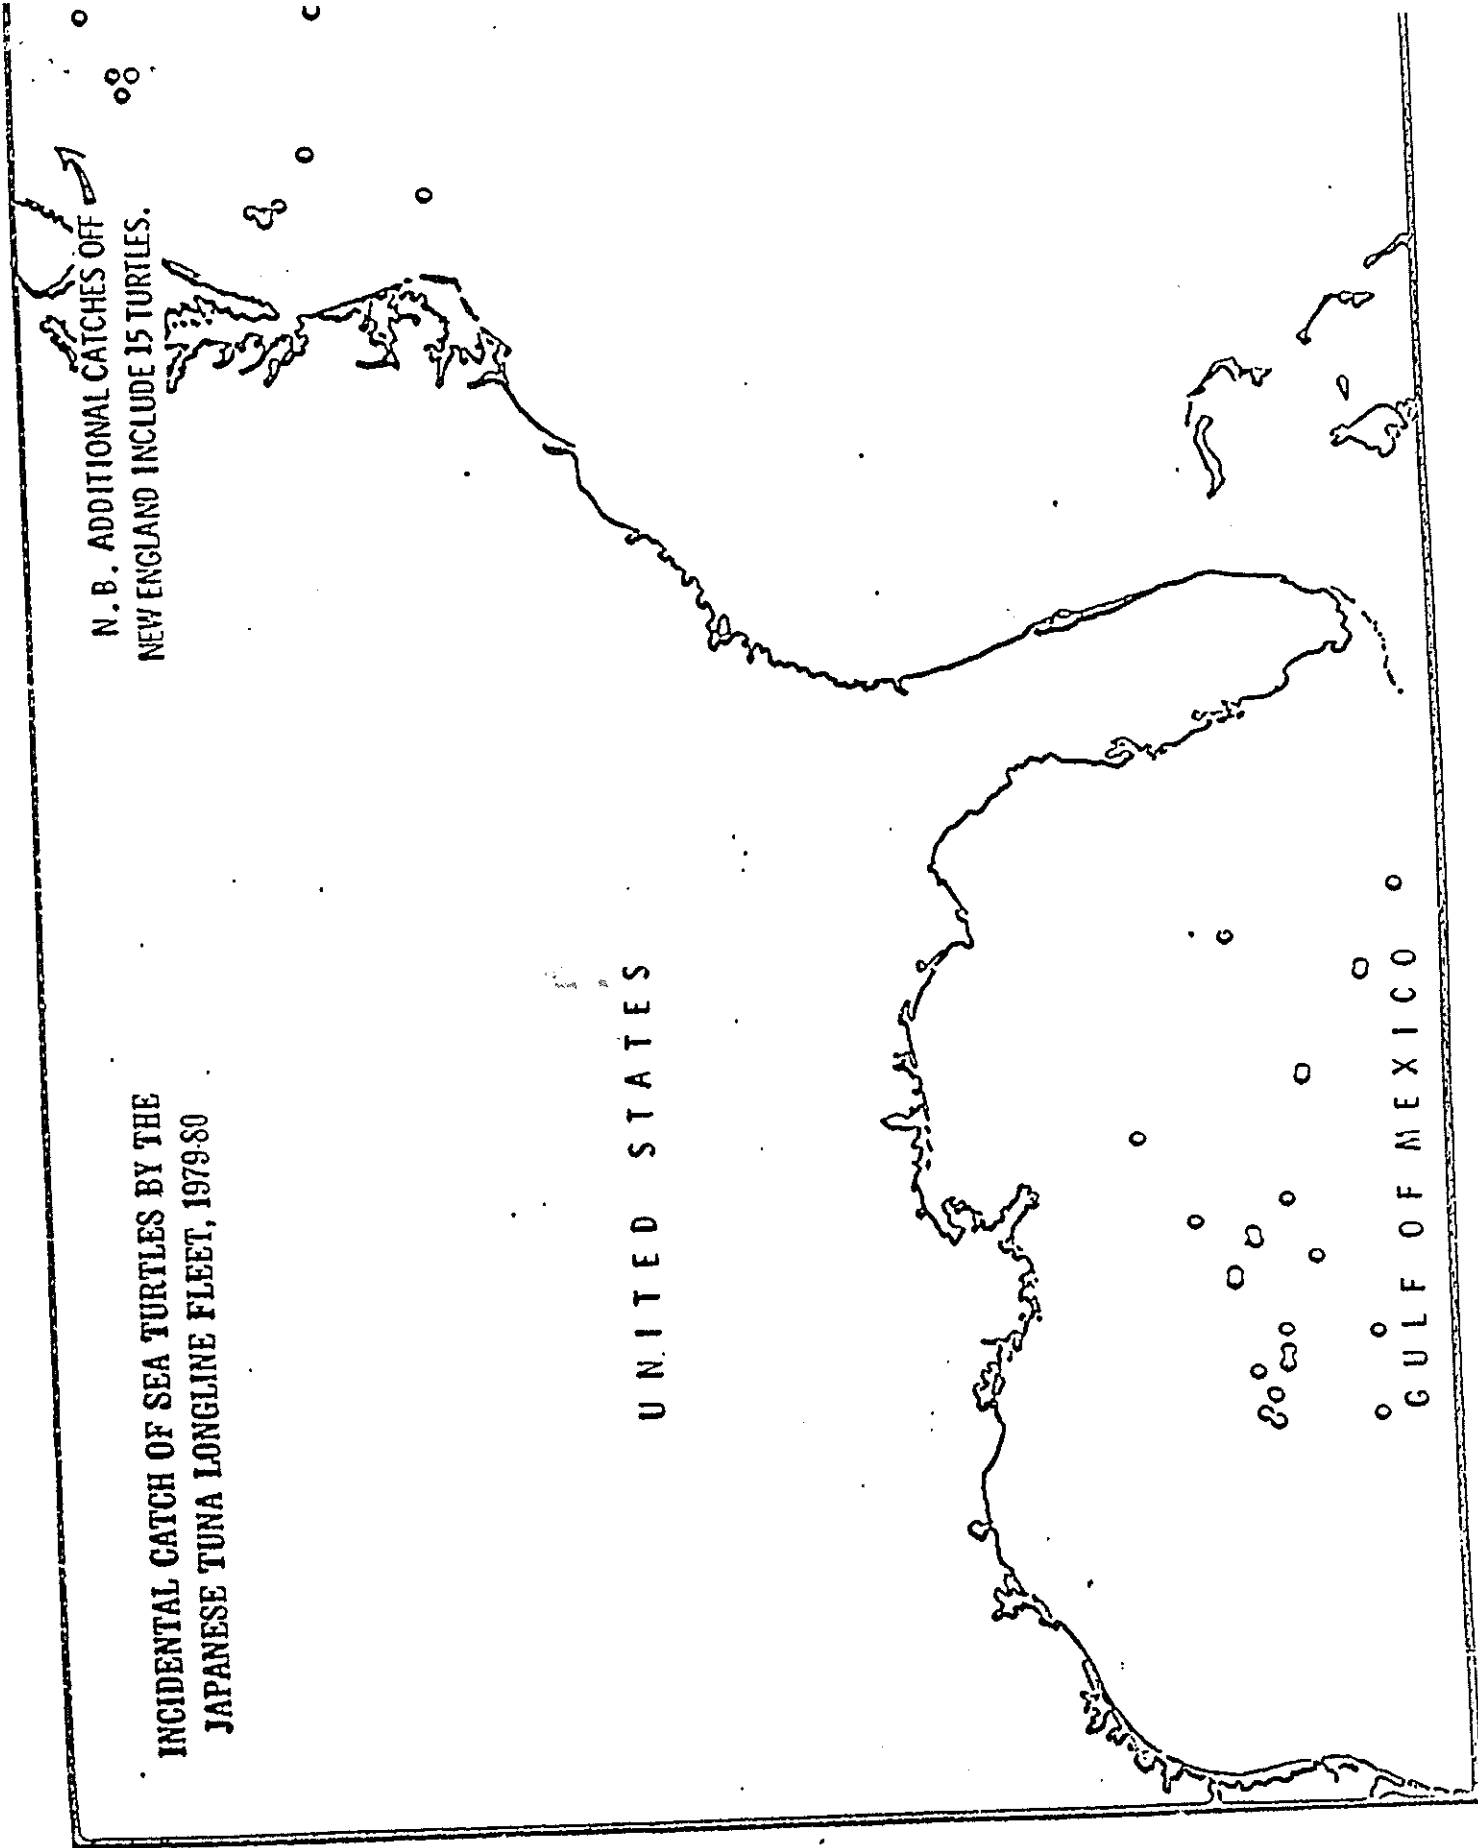 INCIDENTAL CATCH OF SEA TURTLES BY THE
JAPANESE TUNA LONGLINE FLEET, 1979-80
N.B. ADDITIONAL CATCHES OFF
NEW ENGLAND INCLUDE 15 TURTLES.
UNITED STATES
GULF OF MEXICO